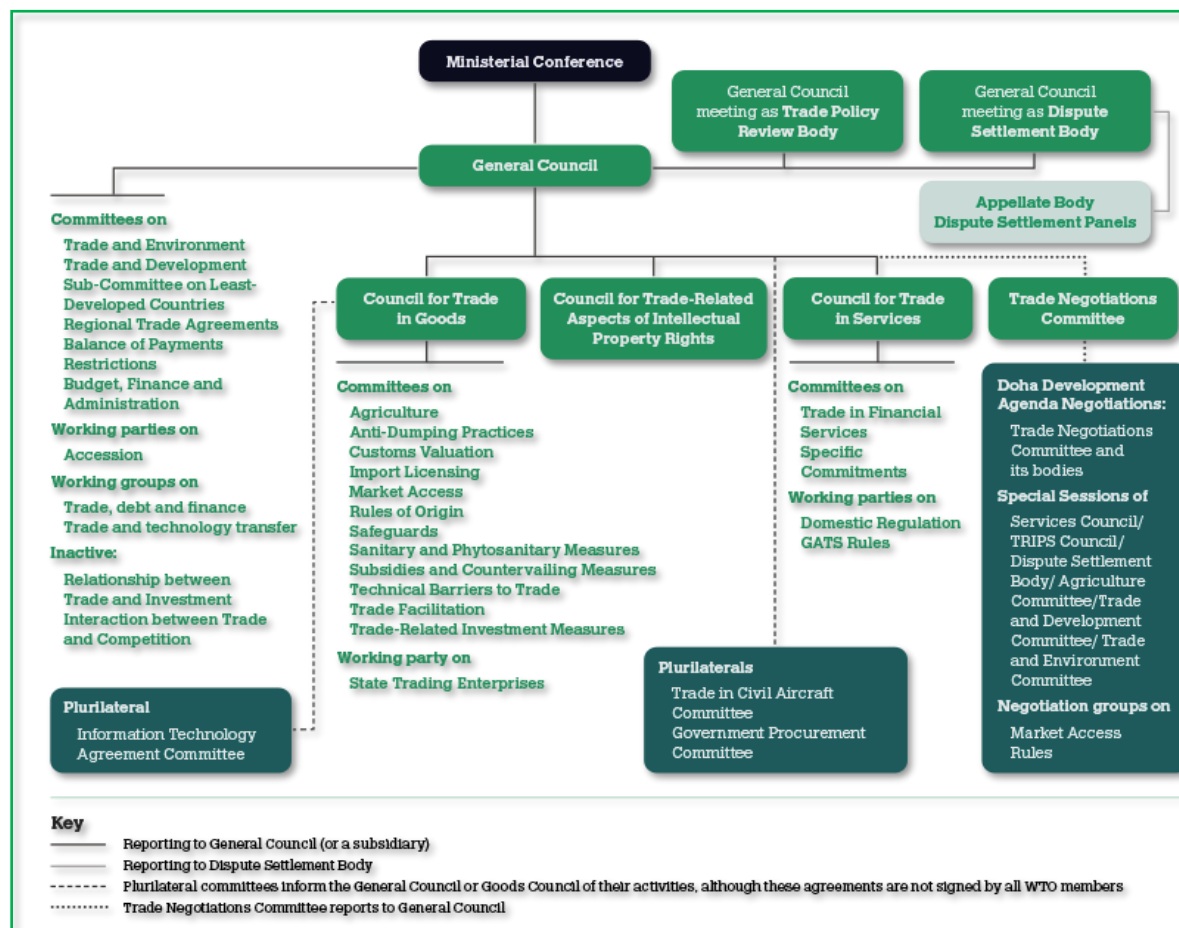 Ministerial Conference
General Council
meeting as Trade Policy
Review Body
General Council
meeting as Dispute
Settlement Body
General Council
Appellate Body
Dispute Settlement Panels
Committees on
Trade and Environment
Trade and Development
Sub-Committee on Least-
Developed Countries
Regional Trade Agreements
Balance of Payments
Restrictions
Budget, Finance and
Administration
Working parties on
Accession
Working groups on
Trade, debt and finance
Trade and technology transfer
Inactive:
Relationship between
Trade and Investment
Interaction between Trade
and Competition
Plurilateral
Information Technology
Agreement Committee
Council for Trade
in Goods
Committees on
Agriculture
Anti-Dumping Practices
Customs Valuation
Import Licensing
Market Access
Rules of Origin
Safeguards
Sanitary and Phytosanitary Measures
Subsidies and Countervailing Measures
Technical Barriers to Trade
Trade Facilitation
Trade-Related Investment Measures
Working party on
State Trading Enterprises
Council for Trade-Related
Aspects of Intellectual
Property Rights
Plurilaterals
Trade in Civil Aircraft
Committee
Government Procurement
Committee
Council for Trade
in Services
Committees on
Trade in Financial
Services
Specific
Commitments
Working parties on
Domestic Regulation
GATS Rules
Trade Negotiations
Committee
Doha Development
Agenda Negotiations:
Trade Negotiations
Committee and
its bodies
Special Sessions of
Services Council/
TRIPS Council/
Dispute Settlement
Body/ Agriculture
Committee/Trade
and Development
Committee/ Trade
and Environment
Committee
Negotiation groups on
Market Access
Rules
Key
Reporting to General Council (or a subsidiary)
Reporting to Dispute Settlement Body
Plurilateral committees inform the General Council or Goods Council of their activities, although these agreements are not signed by all WTO members
Trade Negotiations Committee reports to General Council